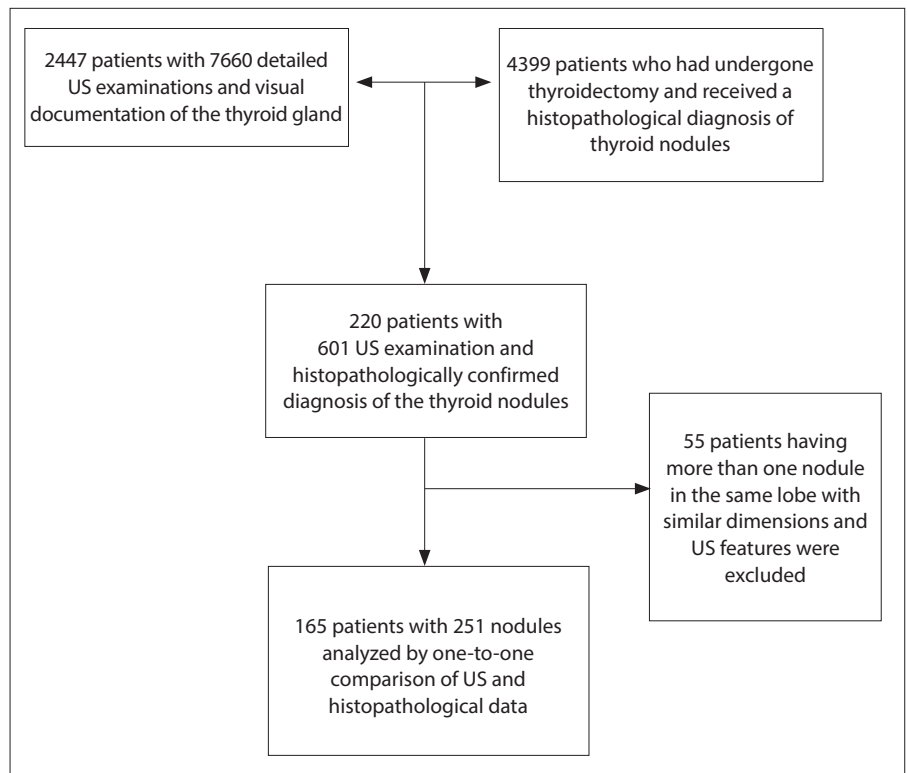 2447 patients with 7660 detailed
US examinations and visual
documentation of the thyroid gland
4399 patients who had undergone
thyroidectomy and received a
histopathological diagnosis of
thyroid nodules
220 patients with
601 US examination and
histopathologically confirmed
diagnosis of the thyroid nodules
55 patients having
more than one nodule
in the same lobe with
similar dimensions and
US features were
excluded
165 patients with 251 nodules
analyzed by one-to-one
comparison of US and
histopathological data